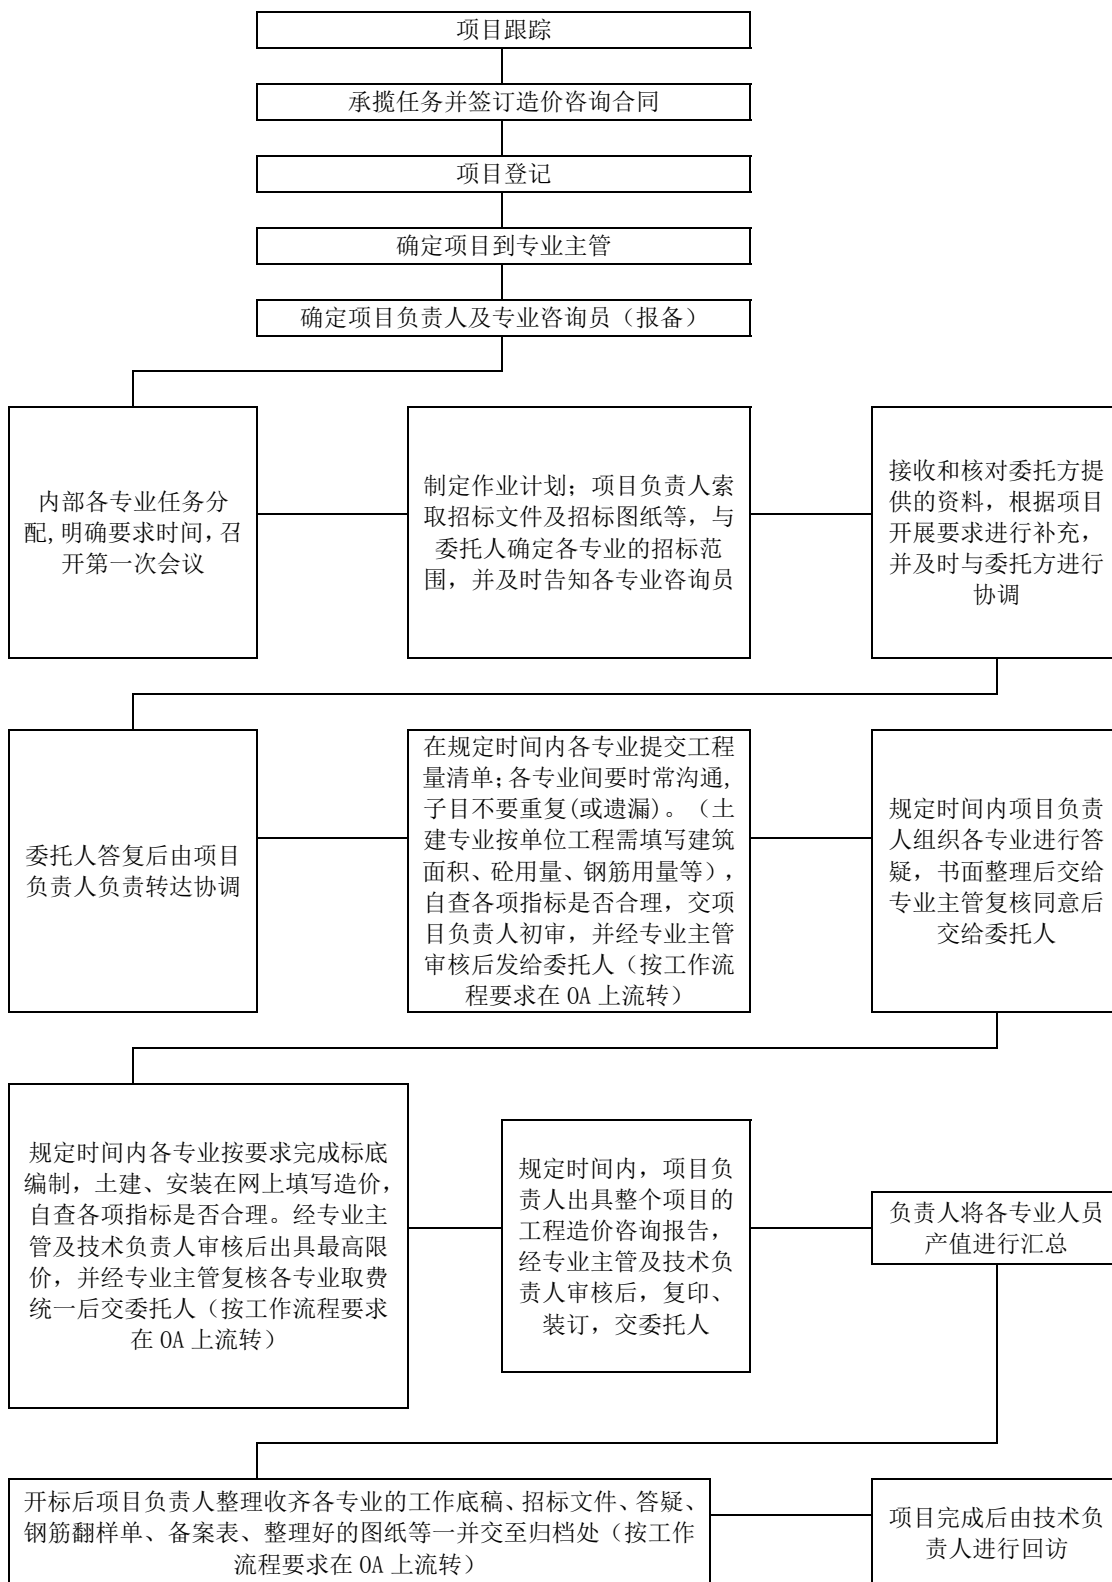 项目跟踪
承揽任务并签订造价咨询合同
项目登记
确定项目到专业主管
确定项目负责人及专业咨询员（报备）
内部各专业任务分
配,明确要求时间,召
开第一次会议
制定作业计划；项目负责人索
取招标文件及招标图纸等，与
委托人确定各专业的招标范
围，并及时告知各专业咨询员
接收和核对委托方提
供的资料，根据项目
开展要求进行补充，
并及时与委托方进行
协调
委托人答复后由项目
负责人负责转达协调
在规定时间内各专业提交工程
量清单;各专业间要时常沟通,
子目不要重复(或遗漏)。（土
建专业按单位工程需填写建筑
面积、砼用量、钢筋用量等），
自查各项指标是否合理，交项
目负责人初审，并经专业主管
审核后发给委托人（按工作流
程要求在 OA 上流转）
规定时间内项目负责
人组织各专业进行答
疑，书面整理后交给
专业主管复核同意后
交给委托人
规定时间内各专业按要求完成标底
编制，土建、安装在网上填写造价，
自查各项指标是否合理。经专业主
管及技术负责人审核后出具最高限
价，并经专业主管复核各专业取费
统一后交委托人（按工作流程要求
在 OA 上流转）
规定时间内，项目负
责人出具整个项目的
工程造价咨询报告，
经专业主管及技术负
责人审核后，复印、
装订，交委托人
负责人将各专业人员
产值进行汇总
开标后项目负责人整理收齐各专业的工作底稿、招标文件、答疑、
钢筋翻样单、备案表、整理好的图纸等一并交至归档处（按工作
流程要求在 OA 上流转）
项目完成后由技术负
责人进行回访